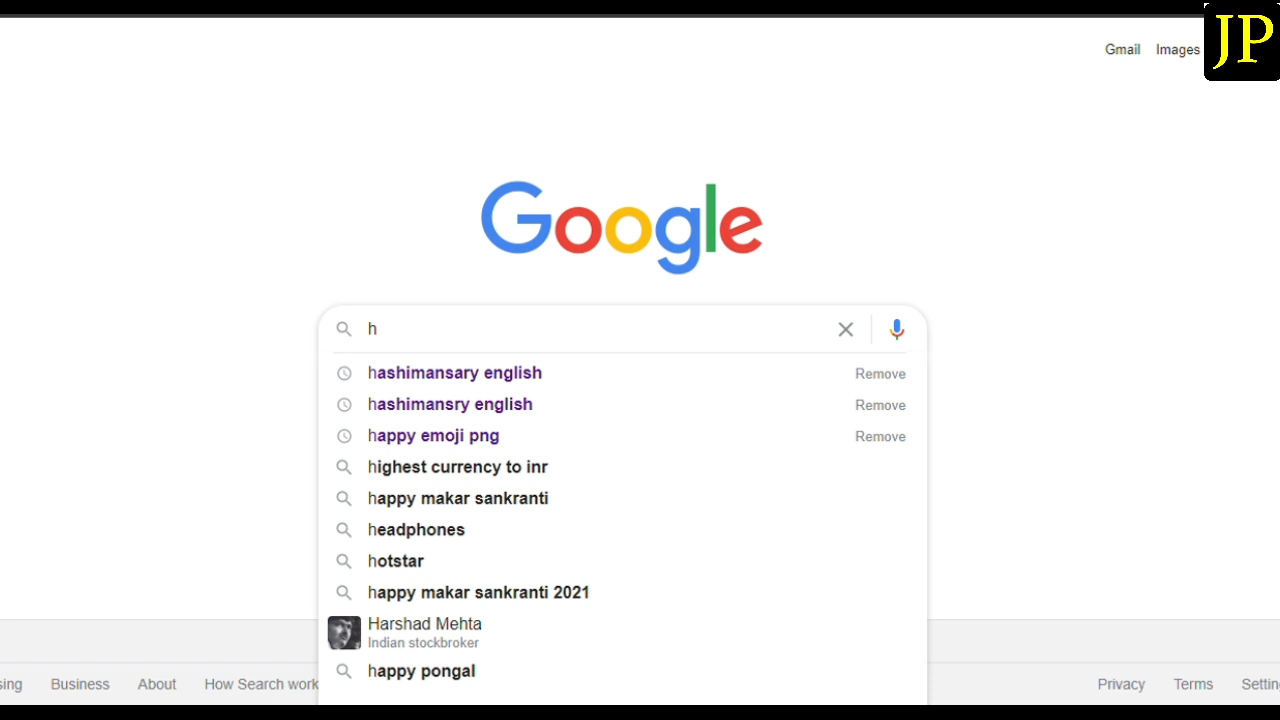 JP
Gmail Images
Google
h
hashimansary english Remove
hashimansry english Remove
happy emoji png Remove
highest currency to inr
happy makar sankranti
headphones
hotstar
happy makar sankranti 2021
Harshad Mehta
Indian stockbroker
happy pongal
sing Business About How Search work Privacy Terms Settin